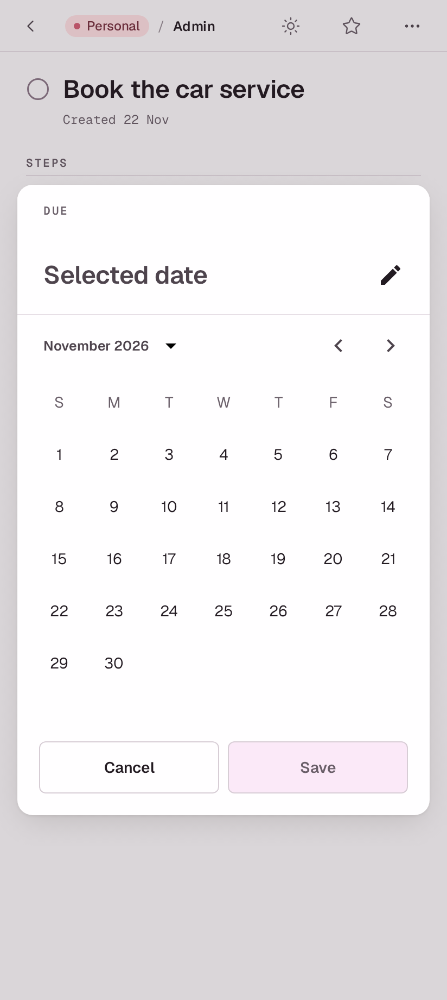 Personal / Admin
Book the car service
Created 22 Nov
STEPS
DUE
Selected date
November 2026
S M T W T F S
1 2 3 4 5 6 7
8 9 10 11 12 13 14
15 16 17 18 19 20 21
22 23 24 25 26 27 28
29 30
Cancel Save